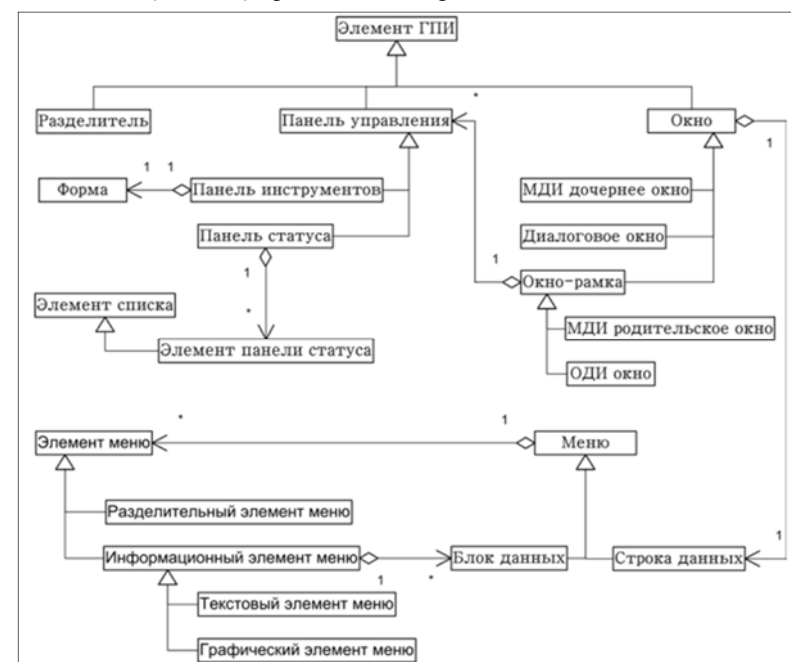 Элемент ГПИ
*
Разделитель
Панель управления
Окно
1
1 1
Форма
Панель инструментов
МДИ дочернее окно
Панель статуса
Диалоговое окно
1
1
Окно-рамка
Элемент списка
*
МДИ родительское окно
Элемент панели статуса
ОДИ окно
* 1
Элемент меню
Меню
Разделительный элемент меню
1
Информационный элемент меню
Блок данных
Строка данных
1 *
Текстовый элемент меню
Графический элемент меню